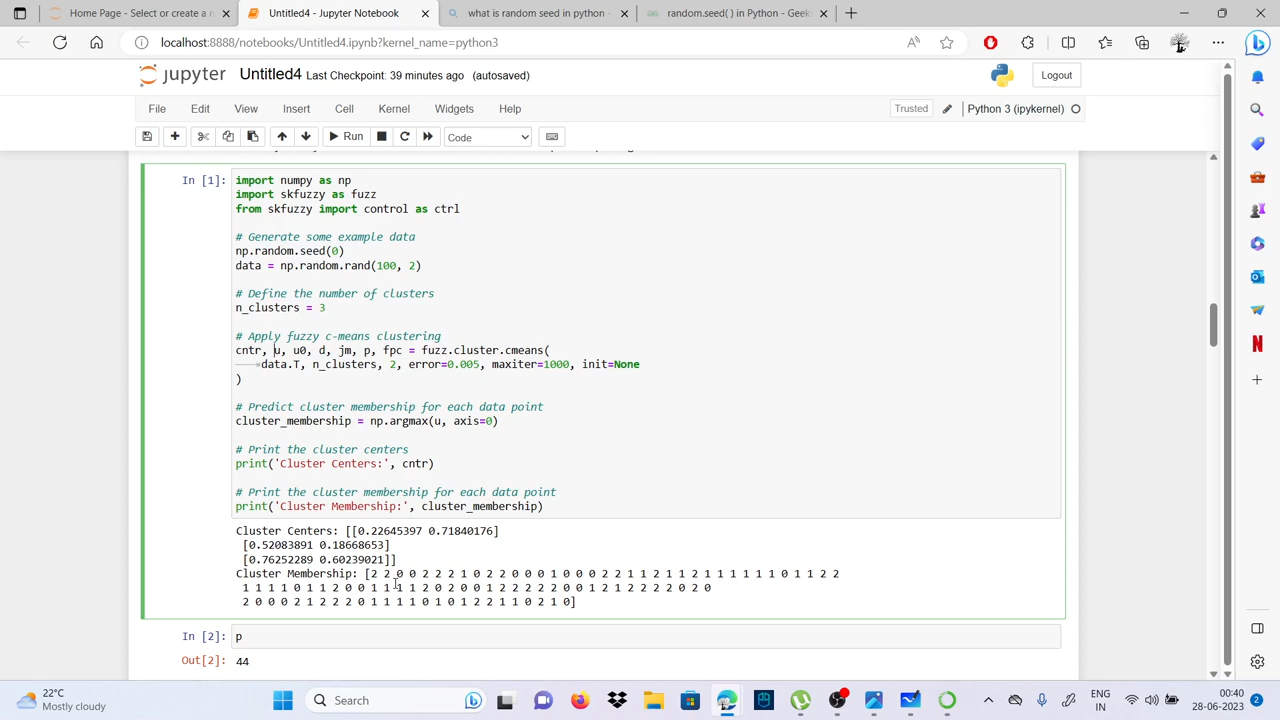 Home Page - Select or create a n
Untitled4 - Jupyter Notebook
what is random seed in python -
random.seed( ) in Python - Geeks
localhost:8888/notebooks/Untitled4.ipynb?kernel_name=python3
jupyter Untitled4 Last Checkpoint: 39 minutes ago (autosaved)
Logout
File Edit View Insert Cell Kernel Widgets Help
Trusted
Python 3 (ipykernel)
Run
Code
In [1]:
import numpy as np
import skfuzzy as fuzz
from skfuzzy import control as ctrl
# Generate some example data
np.random.seed(0)
data = np.random.rand(100, 2)
# Define the number of clusters
n_clusters = 3
# Apply fuzzy c-means clustering
cntr, u, u0, d, jm, p, fpc = fuzz.cluster.cmeans(
data.T, n_clusters, 2, error=0.005, maxiter=1000, init=None
)
# Predict cluster membership for each data point
cluster_membership = np.argmax(u, axis=0)
# Print the cluster centers
print('Cluster Centers:', cntr)
# Print the cluster membership for each data point
print('Cluster Membership:', cluster_membership)
Cluster Centers: [[0.22645397 0.71840176]
[0.52083891 0.18668653]
[0.76252289 0.60239021]]
Cluster Membership: [2 2 0 0 2 2 2 1 0 2 2 0 0 0 1 0 0 0 2 2 1 1 2 1 1 2 1 1 1 1 1 1 0 1 1 2 2
1 1 1 1 0 1 1 2 0 0 1 1 1 1 2 0 2 0 0 1 2 2 2 2 2 0 0 1 2 1 2 2 2 2 0 2 0
2 0 0 0 2 1 2 2 2 0 1 1 1 1 0 1 0 1 2 2 1 1 0 2 1 0]
In [2]:
p
Out[2]:
44
22°C
Mostly cloudy
Search
ENG
IN
00:40
28-06-2023
2